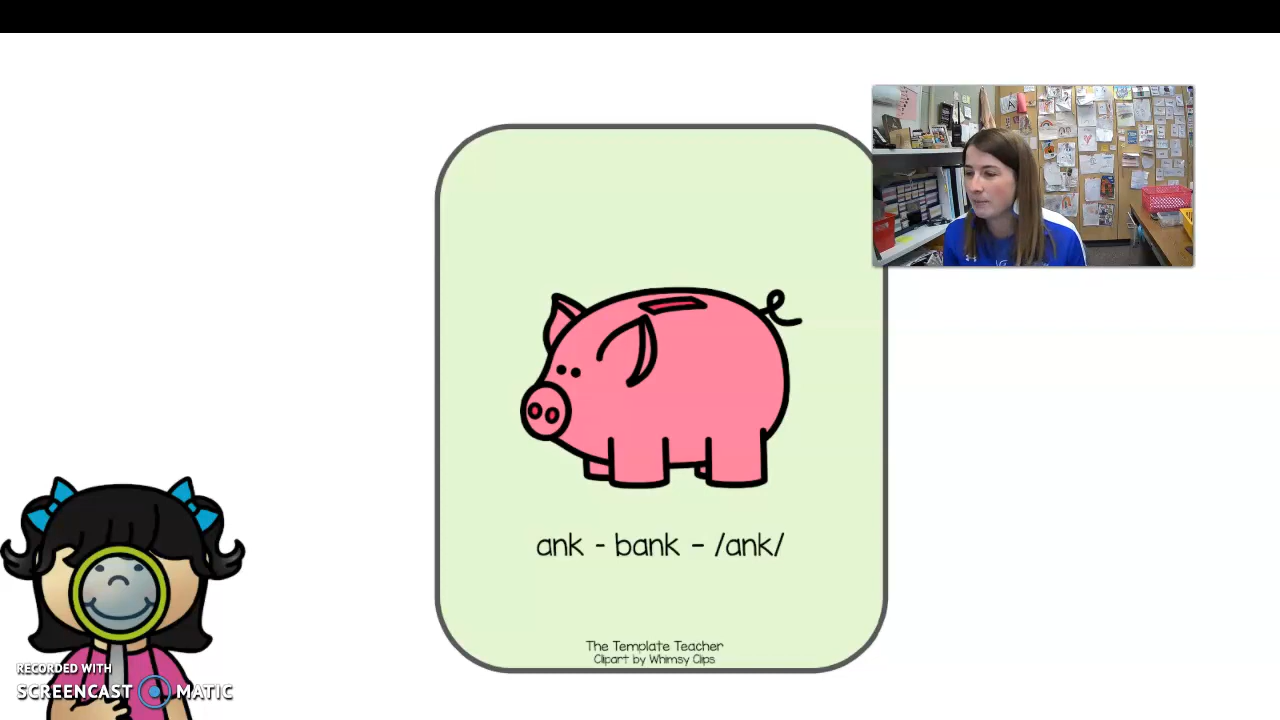 ank - bank - /ank/
The Template Teacher
Clipart by Whimsy Clips
RECORDED WITH
SCREENCAST MATIC